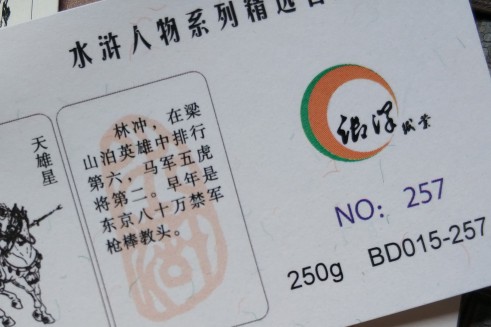 水浒人物系列精选
天雄星
林冲，在梁
山泊英雄中排行
第六，马军五虎
将第二。早年是
东京八十万禁军
枪棒教头。
NO：257
250g BD015-257